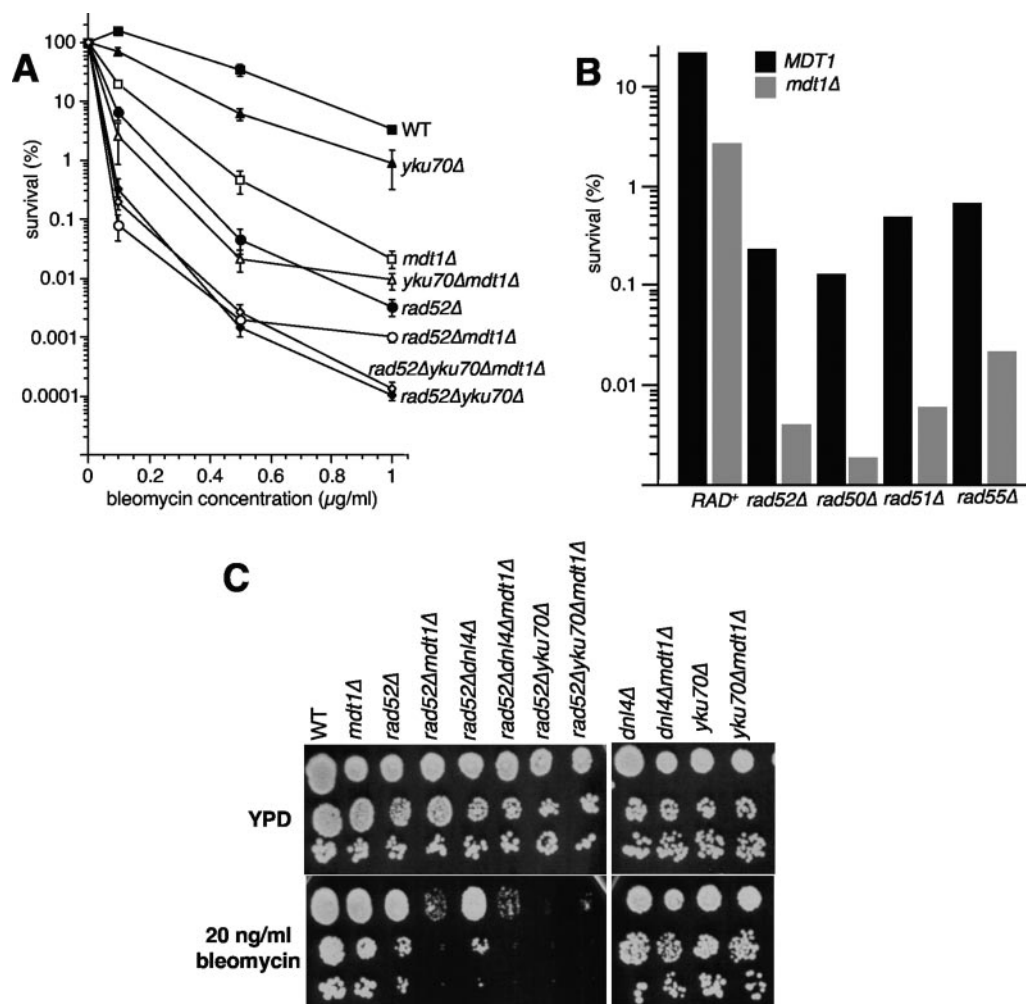 A
survival (%)
100
10
1
0.1
0.01
0.001
0.0001
0
0.2
0.4
0.6
0.8
1
bleomycin concentration (μg/ml)
WT
yku70Δ
mdt1Δ
yku70Δmdt1Δ
rad52Δ
rad52Δmdt1Δ
rad52Δyku70Δmdt1Δ
rad52Δyku70Δ
B
MDT1
mdt1Δ
survival (%)
10
1
0.1
0.01
RAD⁺ rad52Δ rad50Δ rad51Δ rad55Δ
C
WT
mdt1Δ
rad52Δ
rad52Δmdt1Δ
rad52Δdnl4Δ
rad52Δdnl4Δmdt1Δ
rad52Δyku70Δ
rad52Δyku70Δmdt1Δ
dnl4Δ
dnl4Δmdt1Δ
yku70Δ
yku70Δmdt1Δ
YPD
20 ng/ml
bleomycin